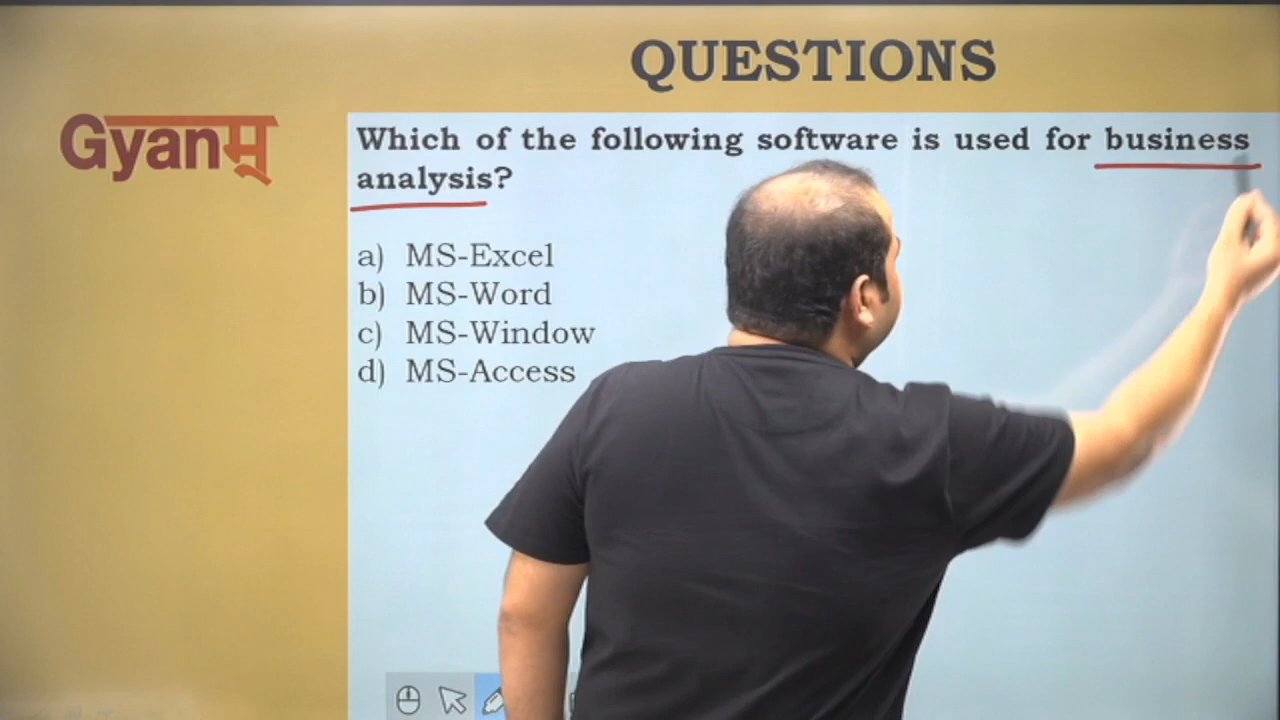 QUESTIONS
Gyanम्
Which of the following software is used for business
analysis?
a) MS-Excel
b) MS-Word
c) MS-Window
d) MS-Access